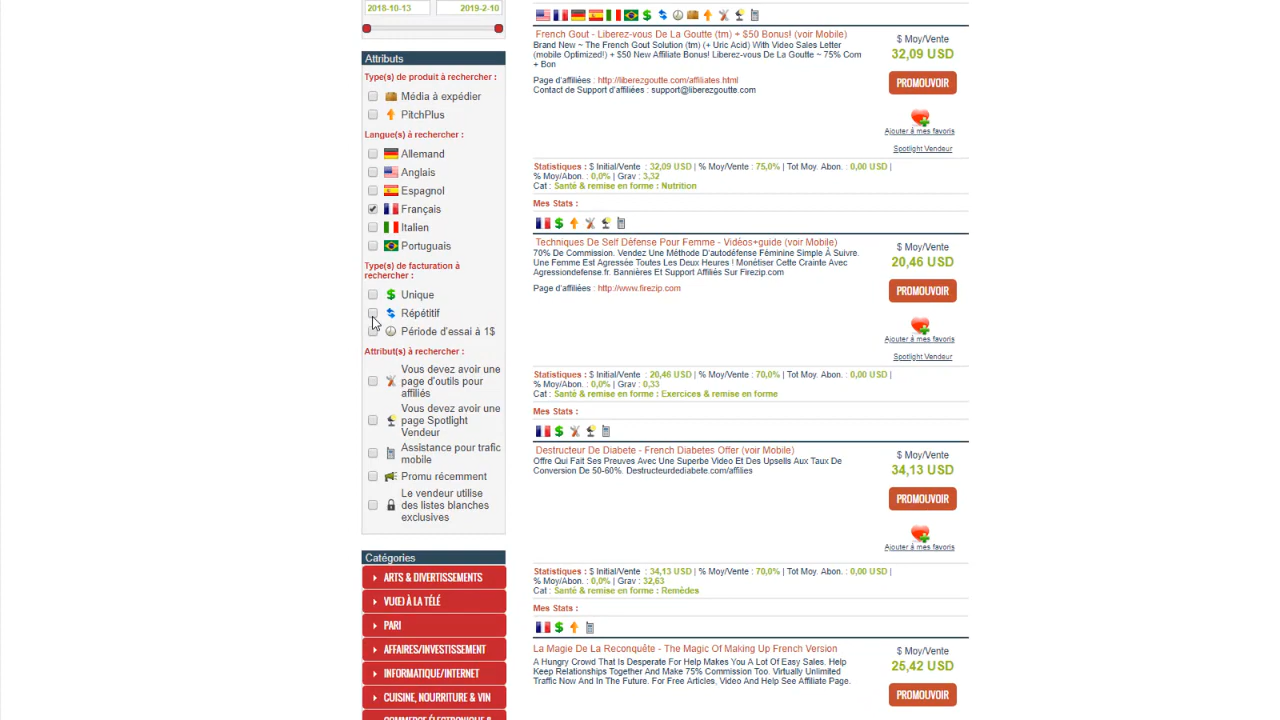 2018-10-13
2019-2-10
Attributs
Type(s) de produit à rechercher :
Média à expédier
PitchPlus
Langue(s) à rechercher :
Allemand
Anglais
Espagnol
Français
Italien
Portuguais
Type(s) de facturation à
rechercher :
Unique
Répétitif
Période d'essai à 1$
Attribut(s) à rechercher :
Vous devez avoir une
page d'outils pour
affiliés
Vous devez avoir une
page Spotlight
Vendeur
Assistance pour trafic
mobile
Promu récemment
Le vendeur utilise
des listes blanches
exclusives
Catégories
ARTS & DIVERTISSEMENTS
VU(E) À LA TÉLÉ
PARI
AFFAIRES/INVESTISSEMENT
INFORMATIQUE/INTERNET
CUISINE, NOURRITURE & VIN
French Gout - Liberez-vous De La Goutte (tm) + $50 Bonus! (voir Mobile)
Brand New ~ The French Gout Solution (tm) (+ Uric Acid) With Video Sales Letter
(mobile Optimized!) + $50 New Affiliate Bonus! Liberez-vous De La Goutte ~ 75% Com
+ Bon
Page d'affiliées : http://liberezgoutte.com/affiliates.html
Contact de Support d'affiliées : support@liberezgoutte.com
$ Moy/Vente
32,09 USD
PROMOUVOIR
Ajouter à mes favoris
Spotlight Vendeur
Statistiques : $ Initial/Vente : 32,09 USD | % Moy/Vente : 75,0% | Tot Moy. Abon. : 0,00 USD |
% Moy/Abon. : 0,0% | Grav : 3,32
Cat : Santé & remise en forme : Nutrition
Mes Stats :
Techniques De Self Défense Pour Femme - Vidéos+guide (voir Mobile)
70% De Commission. Vendez Une Méthode D'autodéfense Féminine Simple À Suivre.
Une Femme Est Agressée Toutes Les Deux Heures ! Monétiser Cette Crainte Avec
Agressiondefense.fr. Bannières Et Support Affiliés Sur Firezip.com
Page d'affiliées : http://www.firezip.com
$ Moy/Vente
20,46 USD
PROMOUVOIR
Ajouter à mes favoris
Spotlight Vendeur
Statistiques : $ Initial/Vente : 20,46 USD | % Moy/Vente : 70,0% | Tot Moy. Abon. : 0,00 USD |
% Moy/Abon. : 0,0% | Grav : 0,33
Cat : Santé & remise en forme : Exercices & remise en forme
Mes Stats :
Destructeur De Diabete - French Diabetes Offer (voir Mobile)
Offre Qui Fait Ses Preuves Avec Une Superbe Video Et Des Upsells Aux Taux De
Conversion De 50-60%. Destructeurdediabete.com/affilies
$ Moy/Vente
34,13 USD
PROMOUVOIR
Ajouter à mes favoris
Statistiques : $ Initial/Vente : 34,13 USD | % Moy/Vente : 70,0% | Tot Moy. Abon. : 0,00 USD |
% Moy/Abon. : 0,0% | Grav : 32,63
Cat : Santé & remise en forme : Remèdes
Mes Stats :
La Magie De La Reconquête - The Magic Of Making Up French Version
A Hungry Crowd That Is Desperate For Help Makes You A Lot Of Easy Sales. Help
Keep Relationships Together And Make 75% Commission Too. Virtually Unlimited
Traffic Now And In The Future. For Free Articles, Video And Help See Affiliate Page.
$ Moy/Vente
25,42 USD
PROMOUVOIR